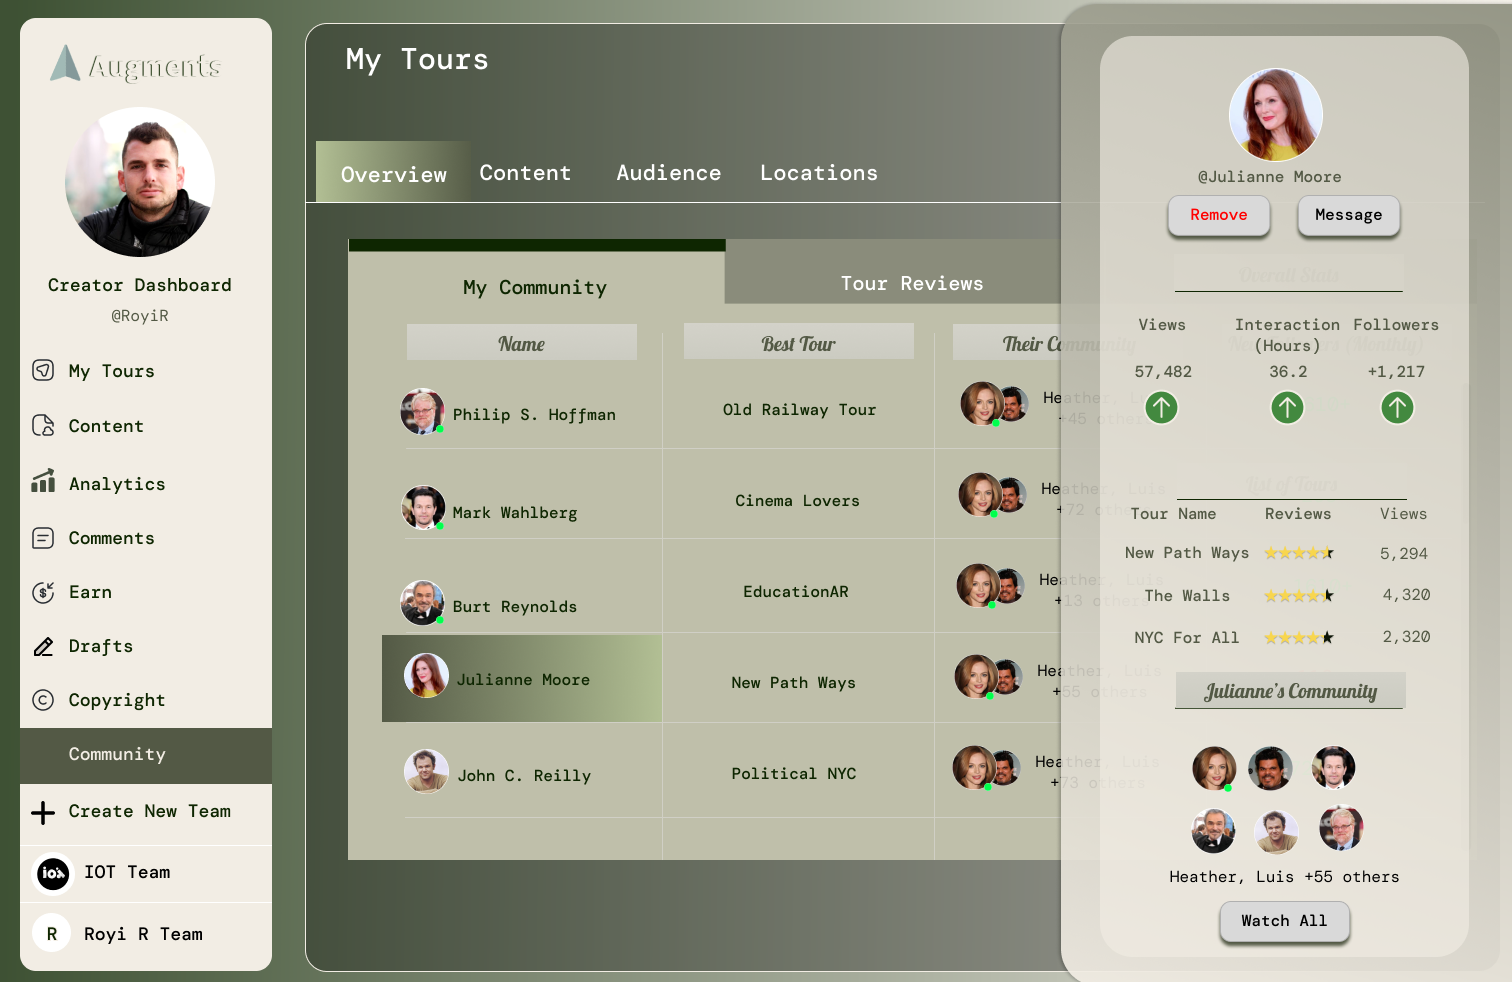 Augments
Creator Dashboard
@RoyiR
My Tours
Content
Analytics
Comments
Earn
Drafts
Copyright
Community
Create New Team
IOT Team
R
Royi R Team
My Tours
Overview
Content
Audience
Locations
My Community
Tour Reviews
Name
Best Tour
Their Community
Philip S. Hoffman
Old Railway Tour
Heather, L
+45 others
Mark Wahlberg
Cinema Lovers
Heather, Luis
+72 others
Burt Reynolds
EducationAR
Heather, Luis
+13 others
Julianne Moore
New Path Ways
Heather, Luis
+55 others
John C. Reilly
Political NYC
Heather, Luis
+73 others
@Julianne Moore
Remove
Message
Overall Stats
Views
Interaction
(Hours)
Followers
57,482
36.2
+1,217
List of Tours
Tour Name
Reviews
Views
New Path Ways
5,294
The Walls
4,320
NYC For All
2,320
Julianne's Community
Heather, Luis +55 others
Watch All